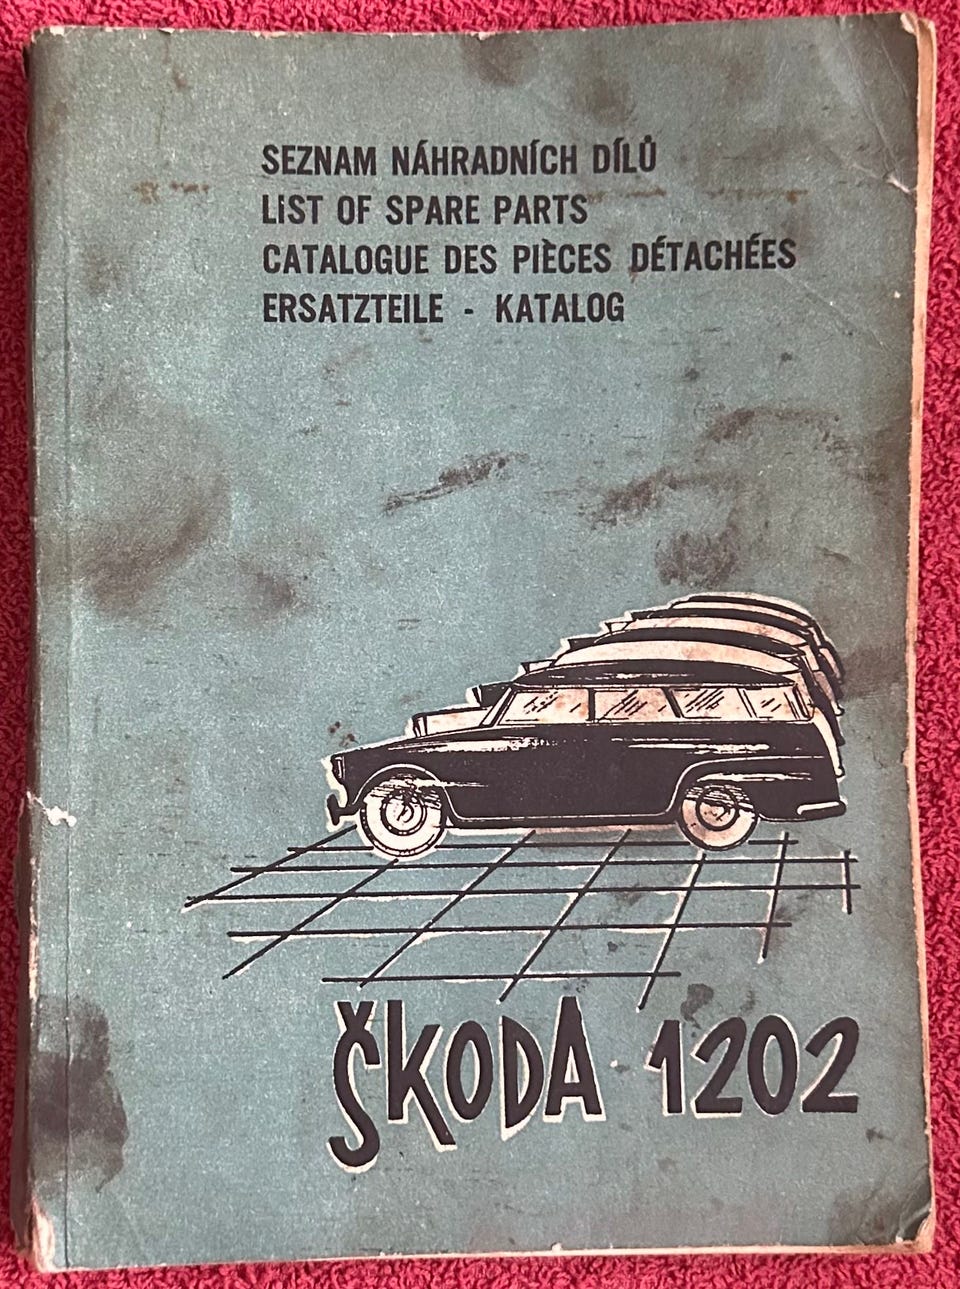 SEZNAM NÁHRADNÍCH DÍLŮ
LIST OF SPARE PARTS
CATALOGUE DES PIÈCES DÉTACHÉES
ERSATZTEILE - KATALOG
ŠKODA 1202